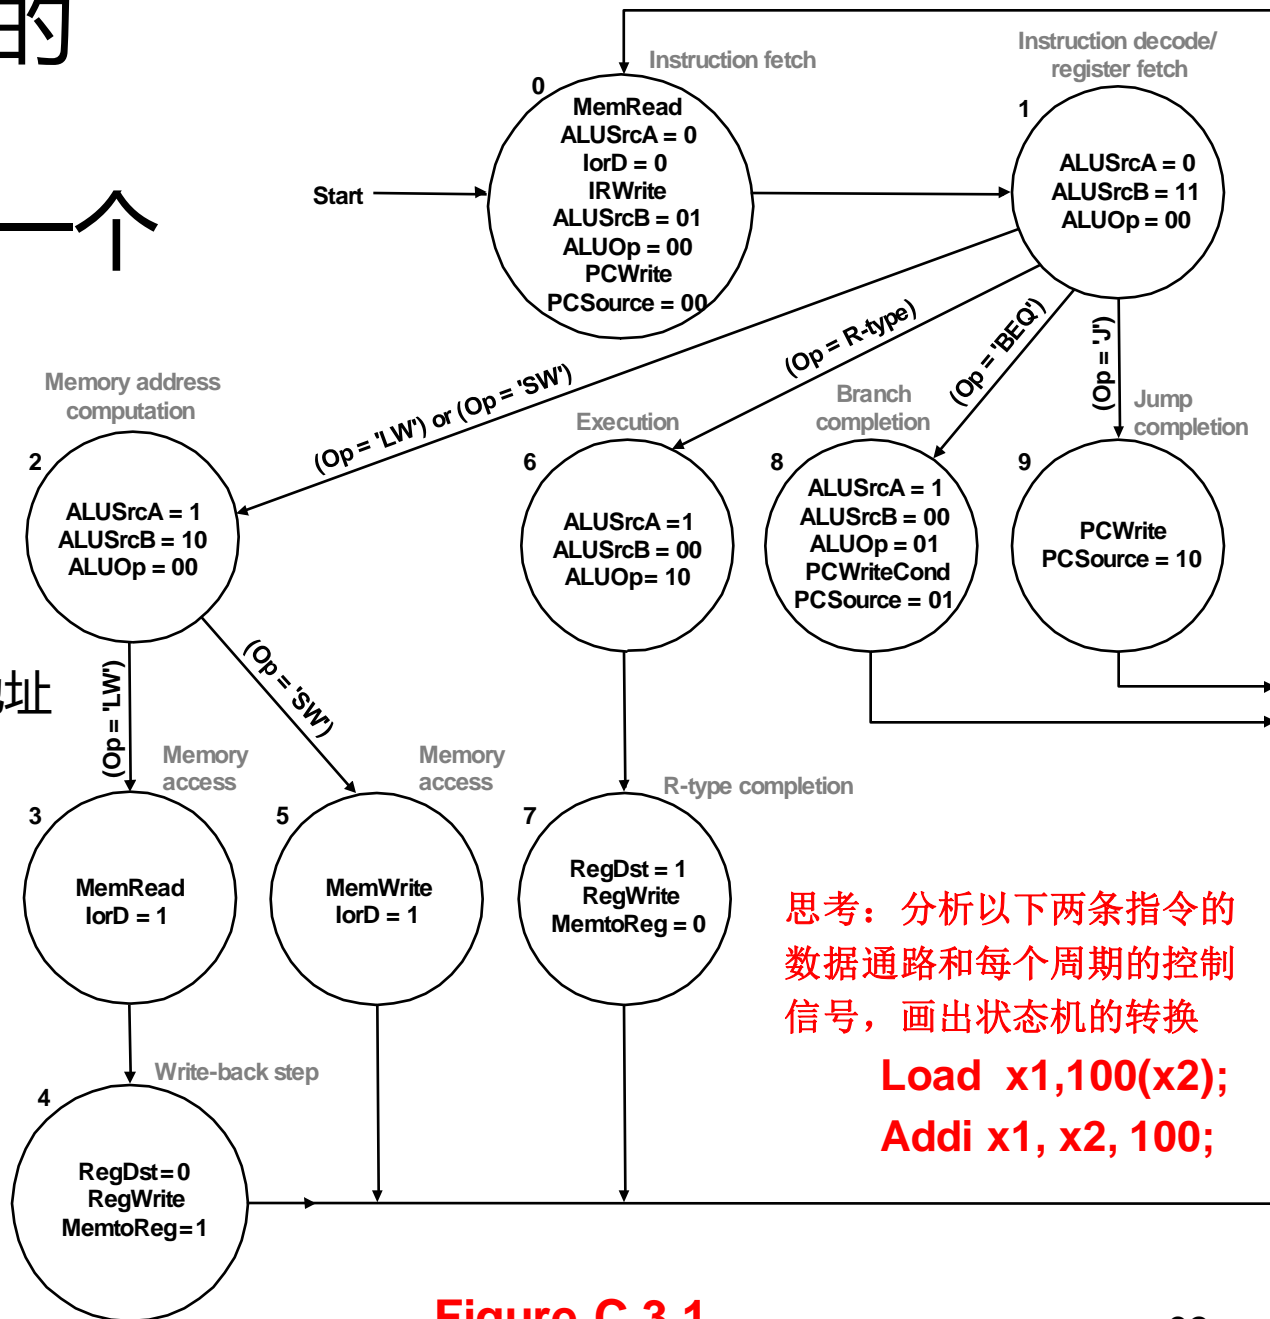 的
一个
Instruction fetch
Instruction decode/
register fetch
0
MemRead
ALUSrcA = 0
IorD = 0
IRWrite
ALUSrcB = 01
ALUOp = 00
PCWrite
PCSource = 00
1
ALUSrcA = 0
ALUSrcB = 11
ALUOp = 00
Start
(Op = 'LW') or (Op = 'SW')
(Op = R-type)
(Op = 'BEQ')
(Op = 'J')
Memory address
computation
2
ALUSrcA = 1
ALUSrcB = 10
ALUOp = 00
Execution
6
ALUSrcA =1
ALUSrcB = 00
ALUOp= 10
Branch
completion
8
ALUSrcA = 1
ALUSrcB = 00
ALUOp = 01
PCWriteCond
PCSource = 01
Jump
completion
9
PCWrite
PCSource = 10
(Op = 'LW')
(Op = 'SW')
址
Memory
access
3
MemRead
IorD = 1
Memory
access
5
MemWrite
IorD = 1
R-type completion
7
RegDst = 1
RegWrite
MemtoReg = 0
Write-back step
4
RegDst=0
RegWrite
MemtoReg=1
思考：分析以下两条指令的
数据通路和每个周期的控制
信号，画出状态机的转换
Load x1,100(x2);
Addi x1, x2, 100;
Figure C.3.1